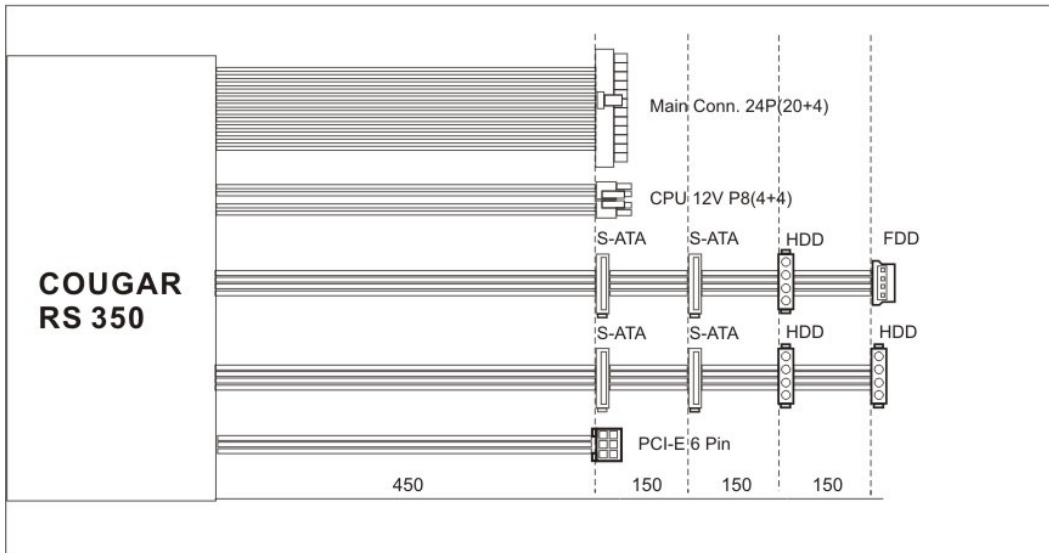 Main Conn. 24P(20+4)
CPU 12V P8(4+4)
S-ATA S-ATA HDD FDD
COUGAR
RS 350
S-ATA S-ATA HDD HDD
PCI-E 6 Pin
450 150 150 150